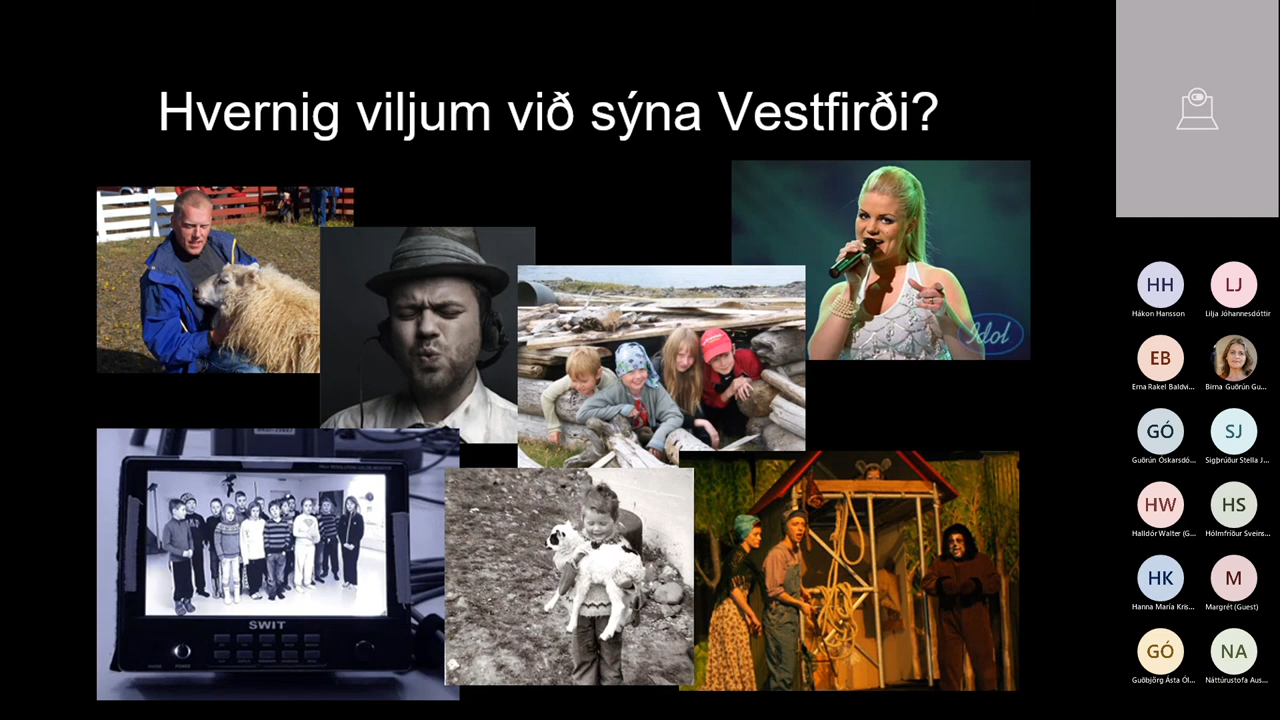 Hvernig viljum við sýna Vestfirði?
Idol
SWIT
POWER
HH
LJ
Hákon Hansson
Lilja Jóhannesdóttir
EB
Erna Rakel Baldvi...
Birna Guðrún Gu...
GÓ
SJ
Guðrún Óskarsdó...
Sigþrúður Stella J...
HW
HS
Halldór Walter (G...
Hólmfríður Sveins...
HK
M
Hanna María Kris...
Margrét (Guest)
GÓ
NA
Guðbjörg Ásta Ól...
Náttúrustofa Aus...